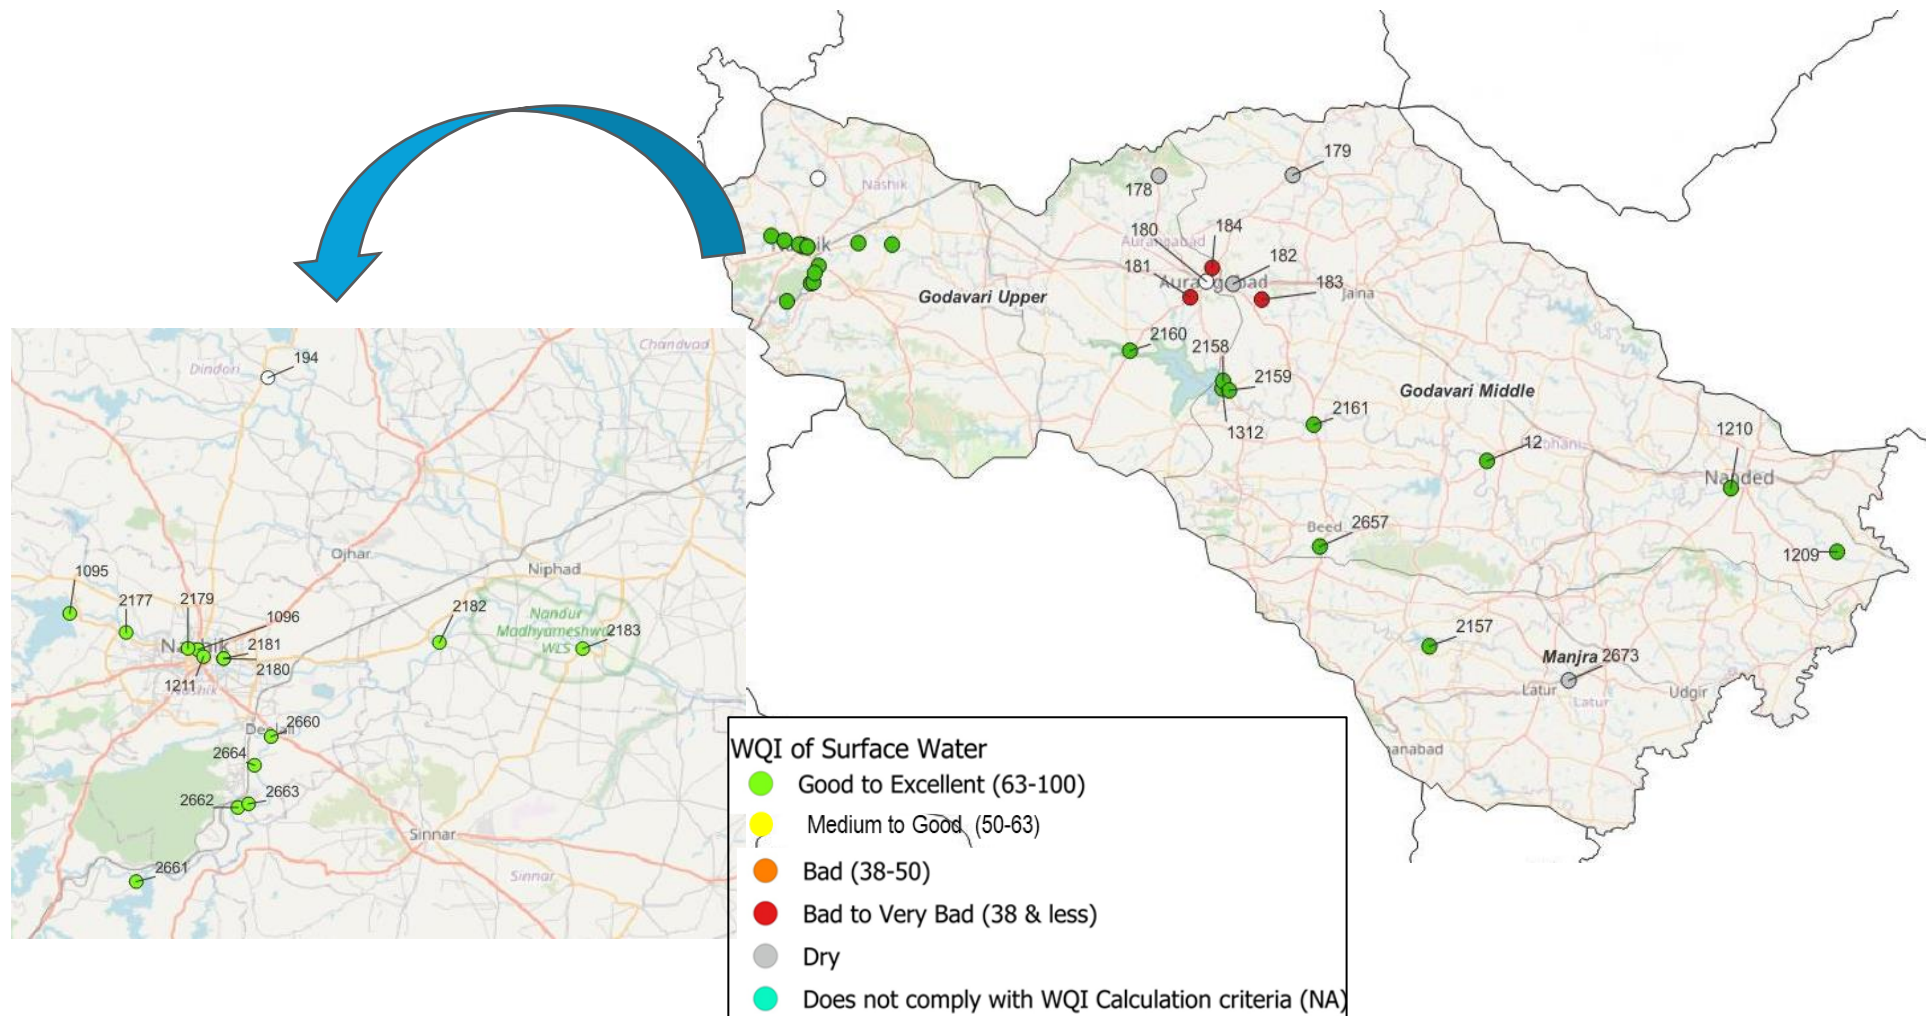 179
178
Nashik
184
180
Aurangabad
182
181
183
Jalna
Godavari Upper
2160
2158
2159
Godavari Middle
2161
1312
12
1210
Nanded
Beed
2657
1209
2157
Manjra
2673
Latur
Latur
Udgir
194
Dindori
Chandvad
Ojhar
Niphad
1095
2177
2179
1096
2182
Nandur
Madhyameshwar
WLS
2183
2181
2180
1211
Nashik
2660
2664
2662
2663
Sinnar
2661
Sinnar
WQI of Surface Water
Good to Excellent (63-100)
Medium to Good (50-63)
Bad (38-50)
Bad to Very Bad (38 & less)
Dry
Does not comply with WQI Calculation criteria (NA)